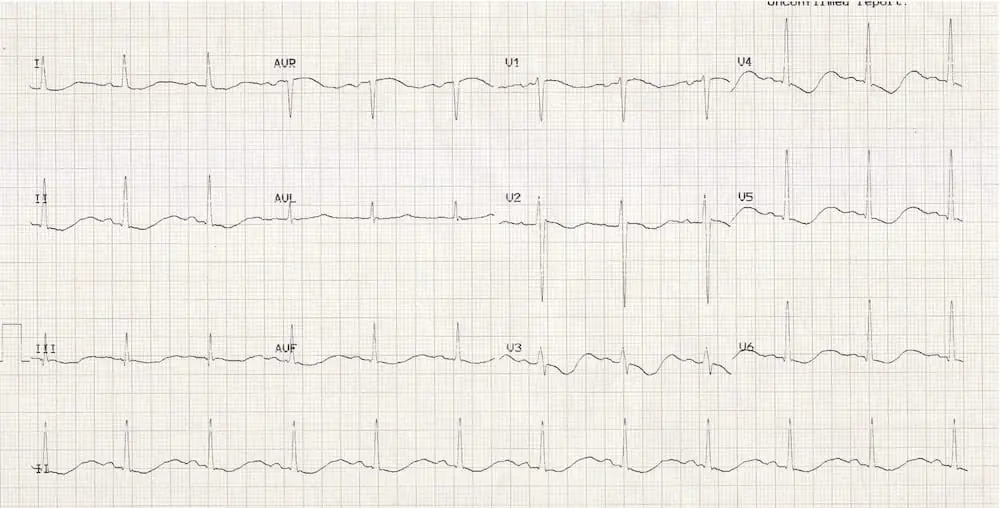 Unconfirmed report.
I AVR V1 V4
II AVL V2 V5
III AVF V3 V6
II